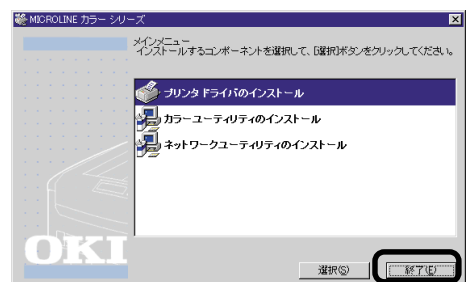 MICROLINE カラー シリーズ
メインメニュー
インストールするコンポーネントを選択して、[選択]ボタンをクリックしてください。
プリンタ ドライバのインストール
カラーユーティリティのインストール
ネットワークユーティリティのインストール
OKI
選択(S)
終了(E)